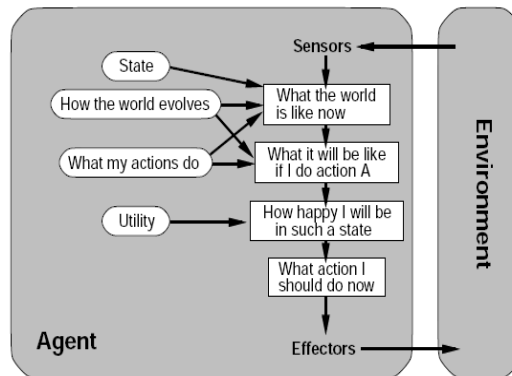 Sensors
State
How the world evolves
What the world
is like now
What my actions do
What it will be like
if I do action A
Utility
How happy I will be
in such a state
What action I
should do now
Agent
Effectors
Environment